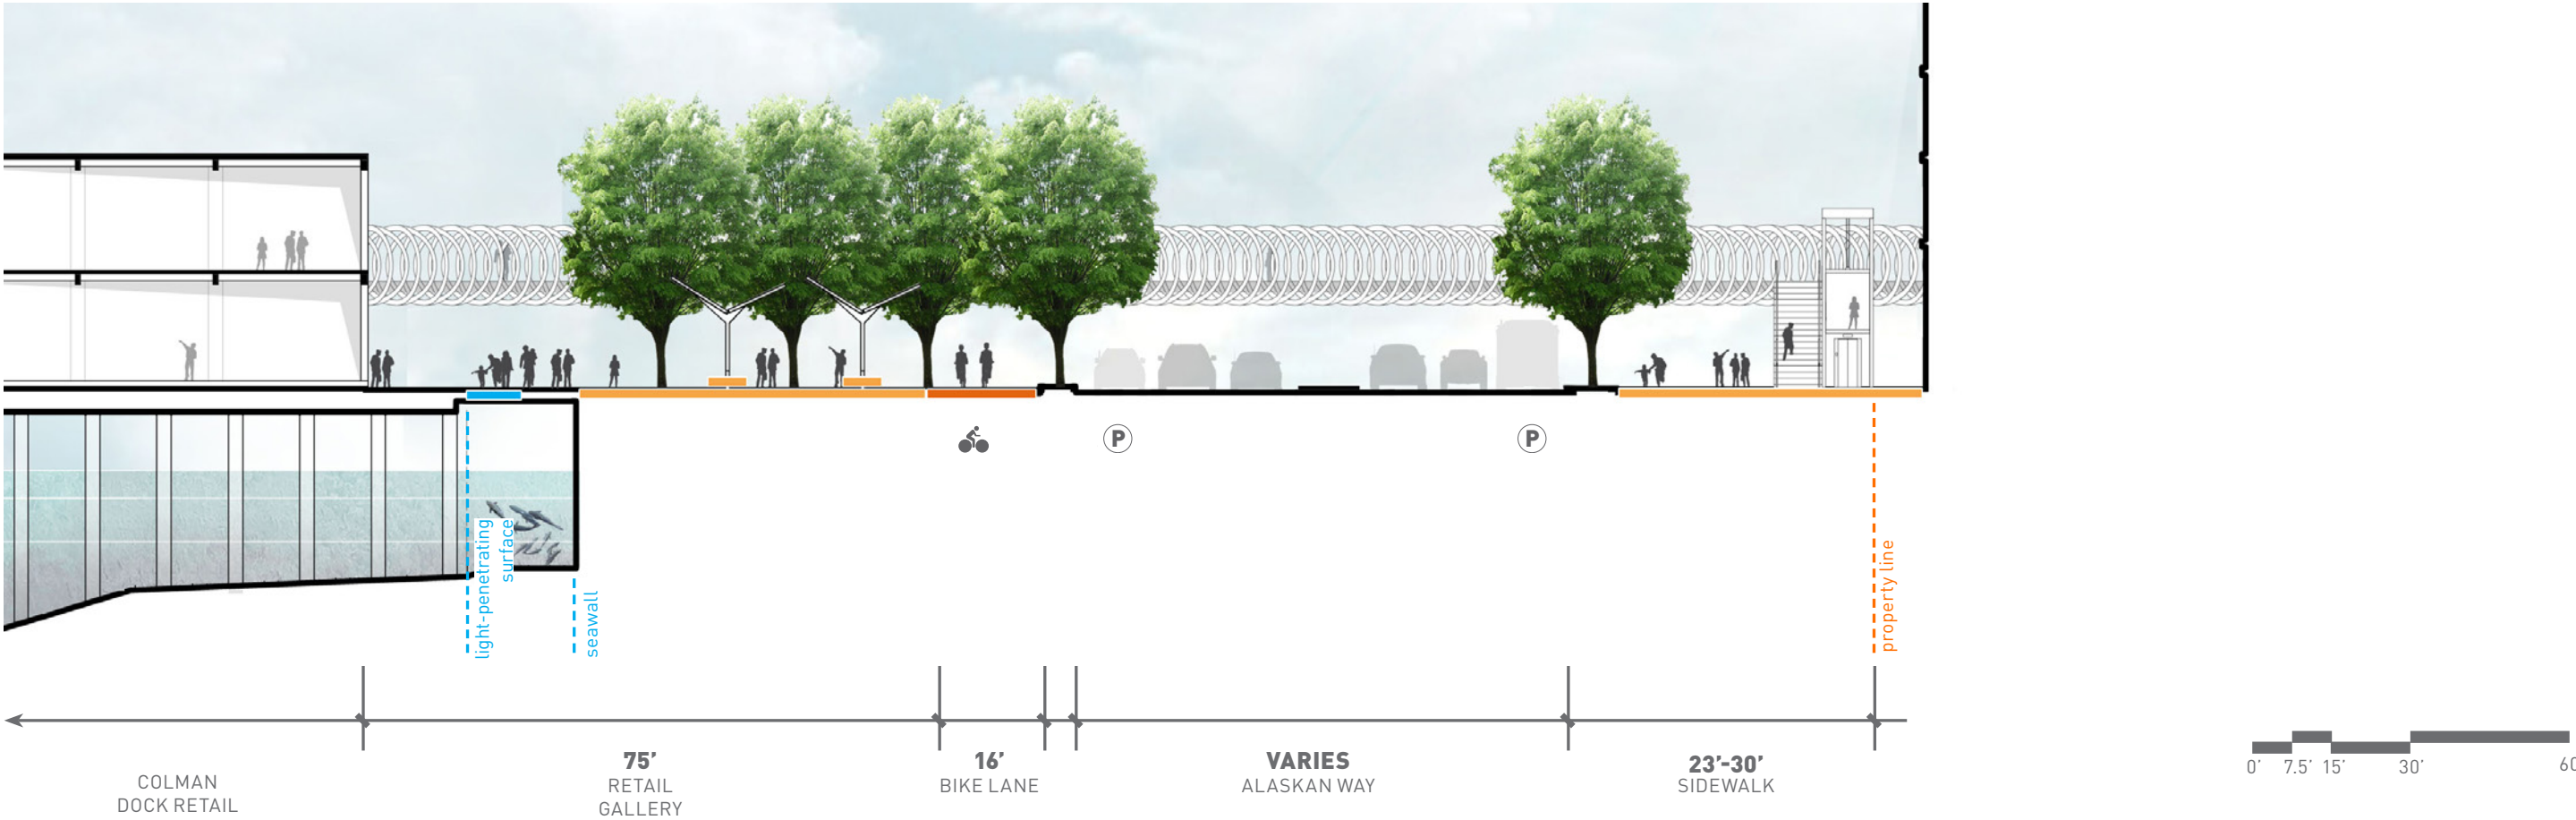 P
P
light-penetrating
surface
seawall
property line
75’
16’
VARIES
23’-30’
COLMAN
DOCK RETAIL
RETAIL
GALLERY
BIKE LANE
ALASKAN WAY
SIDEWALK
0’ 7.5’ 15’ 30’ 60